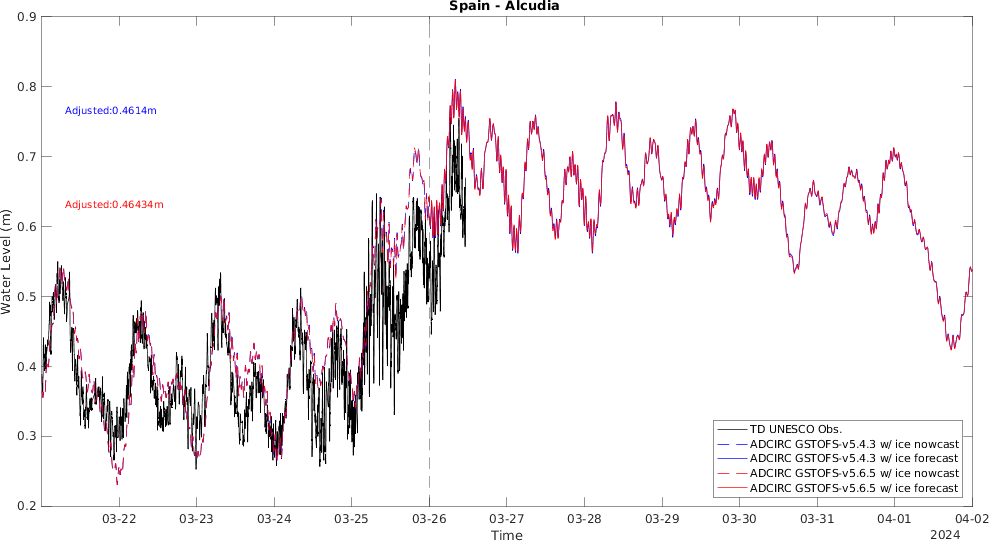 Spain - Alcudia
0.9
0.8
0.7
0.6
0.5
0.4
0.3
0.2
Water Level (m)
Adjusted:0.4614m
Adjusted:0.46434m
TD UNESCO Obs.
ADCIRC GSTOFS-v5.4.3 w/ ice nowcast
ADCIRC GSTOFS-v5.4.3 w/ ice forecast
ADCIRC GSTOFS-v5.6.5 w/ ice nowcast
ADCIRC GSTOFS-v5.6.5 w/ ice forecast
03-22 03-23 03-24 03-25 03-26 03-27 03-28 03-29 03-30 03-31 04-01 04-02
Time
2024